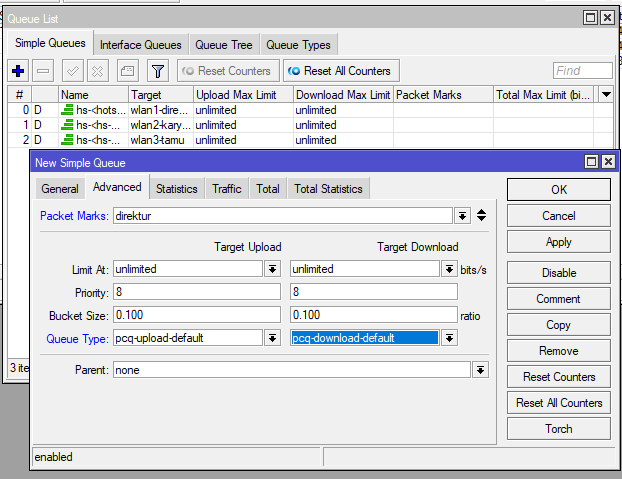 Queue List
Simple Queues Interface Queues Queue Tree Queue Types
Reset Counters Reset All Counters Find
# Name Target Upload Max Limit Download Max Limit Packet Marks Total Max Limit (bi...
0 D hs-<hots... wlan1-dire... unlimited unlimited
1 D hs-<hs-... wlan2-kary... unlimited unlimited
2 D hs-<hs-... wlan3-tamu unlimited unlimited
3 ite
New Simple Queue
General Advanced Statistics Traffic Total Total Statistics
Packet Marks: direktur
Target Upload Target Download
Limit At: unlimited unlimited bits/s
Priority: 8 8
Bucket Size: 0.100 0.100 ratio
Queue Type: pcq-upload-default pcq-download-default
Parent: none
OK
Cancel
Apply
Disable
Comment
Copy
Remove
Reset Counters
Reset All Counters
Torch
enabled